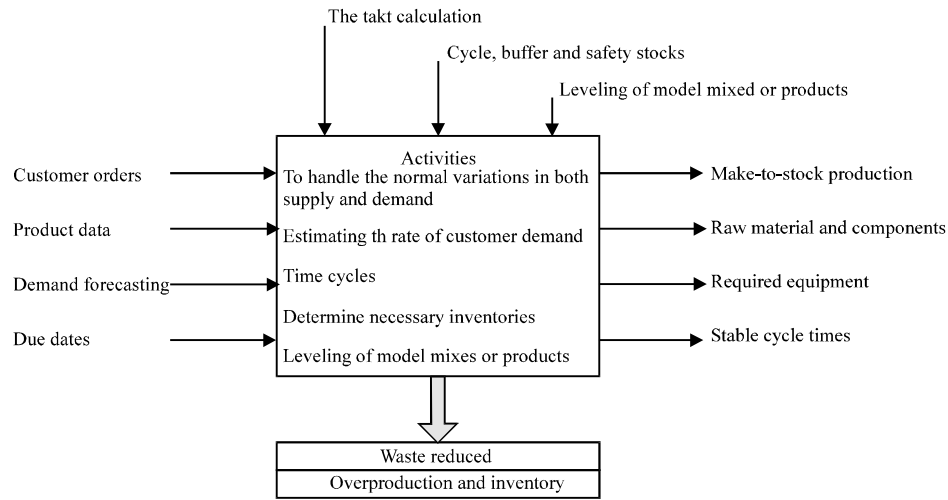 The takt calculation
Cycle, buffer and safety stocks
Leveling of model mixed or products
Customer orders
Product data
Demand forecasting
Due dates
Activities
To handle the normal variations in both
supply and demand
Estimating th rate of customer demand
Time cycles
Determine necessary inventories
Leveling of model mixes or products
Make-to-stock production
Raw material and components
Required equipment
Stable cycle times
Waste reduced
Overproduction and inventory